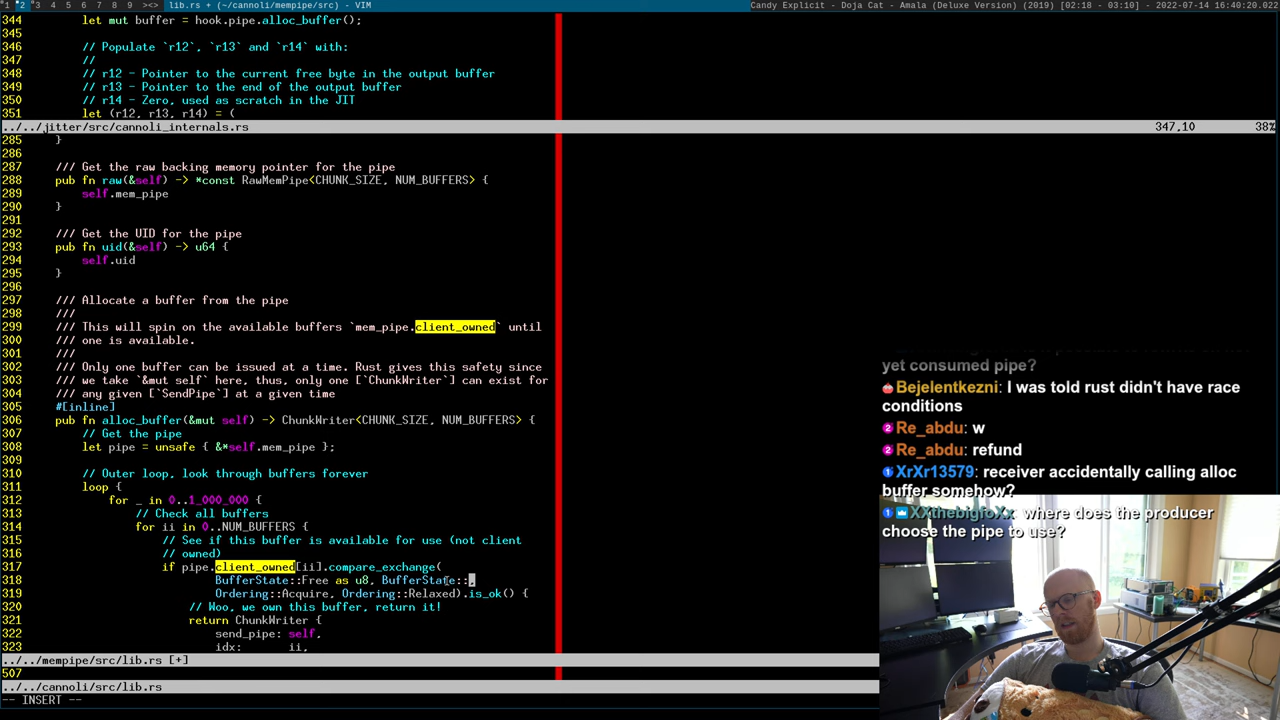 1 2 3 4 5 6 7 8 9 ><> lib.rs + (~/cannoli/mempipe/src) - VIM Candy Explicit - Doja Cat - Amala (Deluxe Version) (2019) [02:18 - 03:10] - 2022-07-14 16:40:20.022
344 let mut buffer = hook.pipe.alloc_buffer();
345
346 // Populate `r12`, `r13` and `r14` with:
347 //
348 // r12 - Pointer to the current free byte in the output buffer
349 // r13 - Pointer to the end of the output buffer
350 // r14 - Zero, used as scratch in the JIT
351 let (r12, r13, r14) = (
../../jitter/src/cannoli_internals.rs 347,10 38%
285 }
286
287 /// Get the raw backing memory pointer for the pipe
288 pub fn raw(&self) -> *const RawMemPipe<CHUNK_SIZE, NUM_BUFFERS> {
289 self.mem_pipe
290 }
291
292 /// Get the UID for the pipe
293 pub fn uid(&self) -> u64 {
294 self.uid
295 }
296
297 /// Allocate a buffer from the pipe
298 ///
299 /// This will spin on the available buffers `mem_pipe.client_owned` until
300 /// one is available.
301 ///
302 /// Only one buffer can be issued at a time. Rust gives this safety since
303 /// we take `&mut self` here, thus, only one [`ChunkWriter`] can exist for
304 /// any given [`SendPipe`] at a given time
305 #[inline]
306 pub fn alloc_buffer(&mut self) -> ChunkWriter<CHUNK_SIZE, NUM_BUFFERS> {
307 // Get the pipe
308 let pipe = unsafe { &*self.mem_pipe };
309
310 // Outer loop, look through buffers forever
311 loop {
312 for _ in 0..1_000_000 {
313 // Check all buffers
314 for ii in 0..NUM_BUFFERS {
315 // See if this buffer is available for use (not client
316 // owned)
317 if pipe.client_owned[ii].compare_exchange(
318 BufferState::Free as u8, BufferState::,
319 Ordering::Acquire, Ordering::Relaxed).is_ok() {
320 // Woo, we own this buffer, return it!
321 return ChunkWriter {
322 send_pipe: self,
323 idx: ii,
../../mempipe/src/lib.rs [+]
507
../../cannoli/src/lib.rs
-- INSERT --
yet consumed pipe?
Bejelentkezni: I was told rust didn't have race
conditions
2 Re_abdu: w
2 Re_abdu: refund
1 XrXr13579: receiver accidentally calling alloc
buffer somehow?
1 XXthebigfoXx where does the producer
choose the pipe to use?